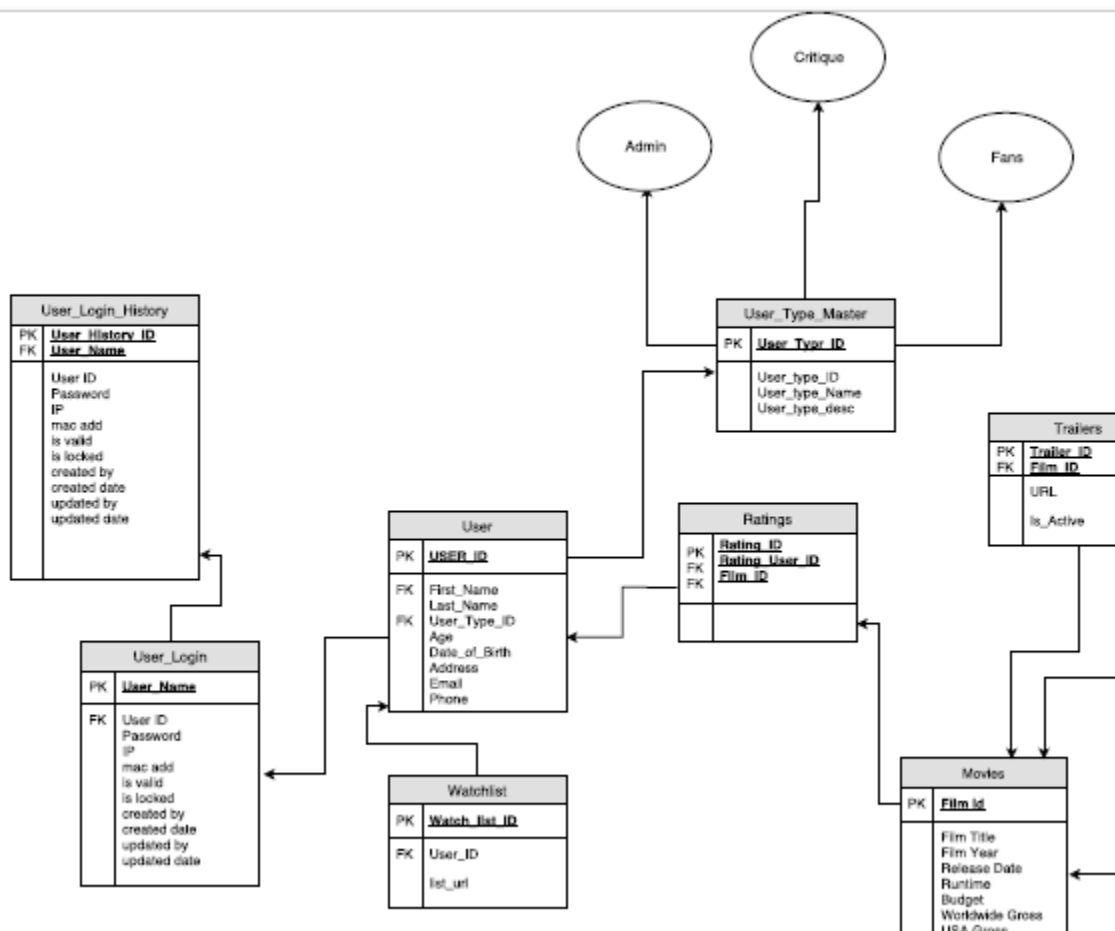 Critique
Admin
Fans
User_Login_History
PK User_History_ID
FK User_Name
User ID
Password
IP
mac add
is valid
is locked
created by
created date
updated by
updated date
User_Type_Master
PK User_Typr_ID
User_type_ID
User_type_Name
User_type_desc
Trailers
PK Trailer_ID
FK Film_ID
URL
Is_Active
User
PK USER_ID
FK First_Name
Last_Name
FK User_Type_ID
Age
Date_of_Birth
Address
Email
Phone
Ratings
PK Rating_ID
FK Rating_User_ID
FK Film_ID
User_Login
PK User_Name
FK User ID
Password
IP
mac add
is valid
is locked
created by
created date
updated by
updated date
Watchlist
PK Watch_list_ID
FK User_ID
list_url
Movies
PK Film Id
Film Title
Film Year
Release Date
Runtime
Budget
Worldwide Gross
USA Gross